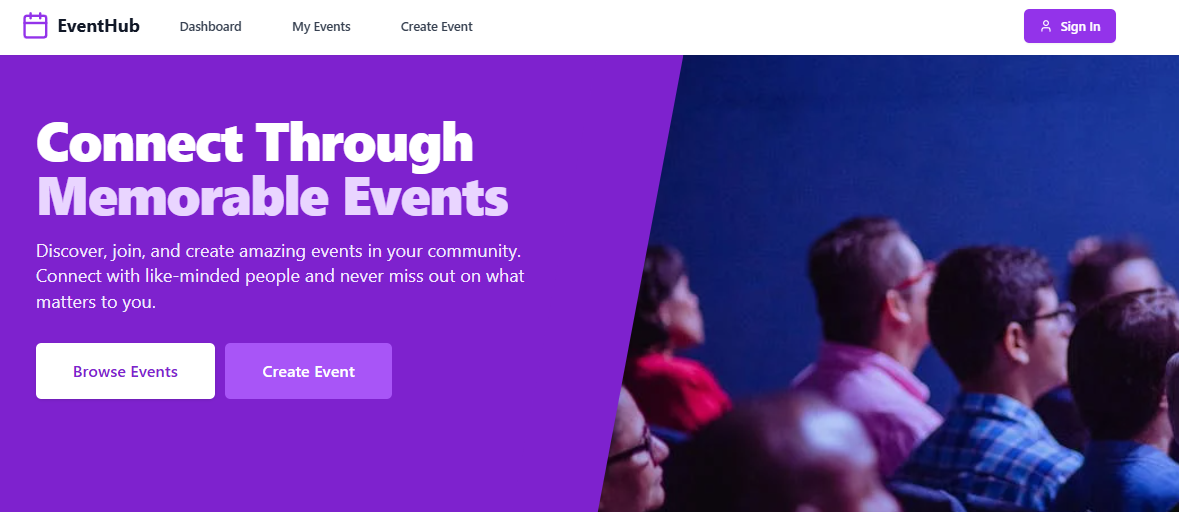 EventHub
Dashboard
My Events
Create Event
Sign In
Connect Through
Memorable Events
Discover, join, and create amazing events in your community.
Connect with like-minded people and never miss out on what
matters to you.
Browse Events
Create Event